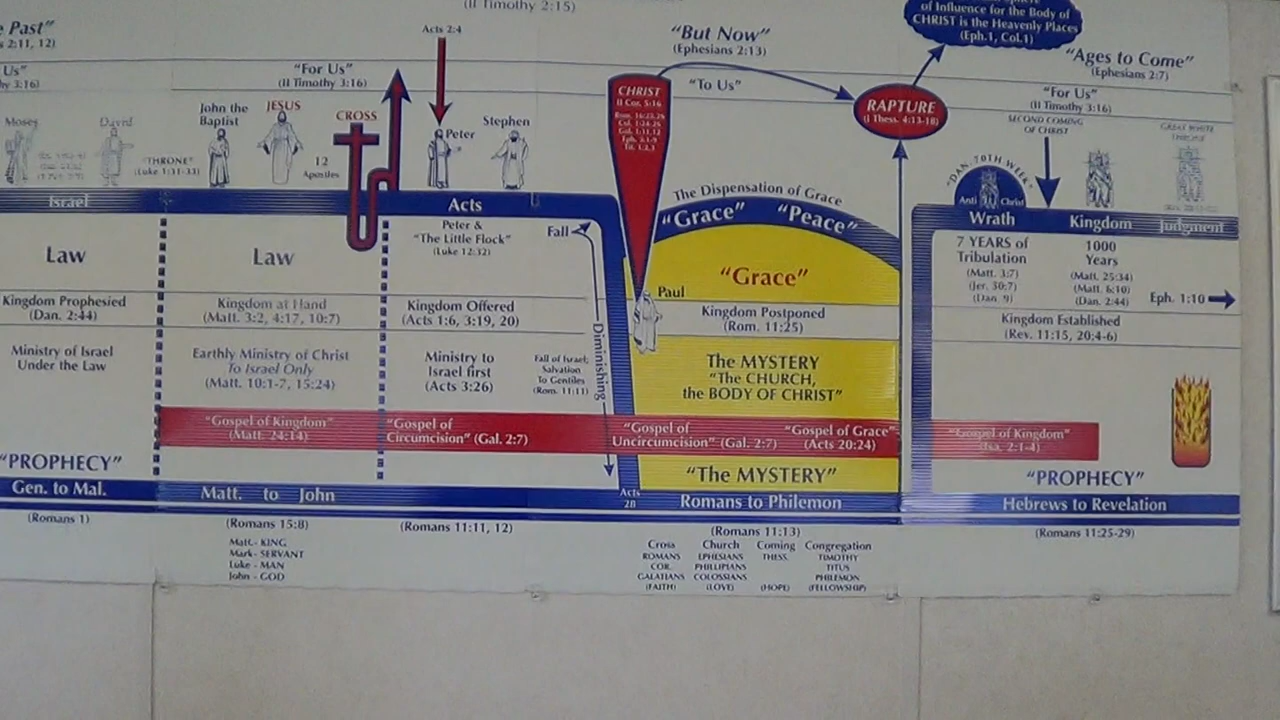 (II Timothy 2:15)
Past"
2:11, 12)
Us"
3:16)
"For Us"
(II Timothy 3:16)
Acts 2:4
"But Now"
(Ephesians 2:13)
"To Us"
of Influence for the Body of
CHRIST is the Heavenly Places
(Eph.1, Col.1)
"Ages to Come"
(Ephesians 2:7)
"For Us"
(II Timothy 3:16)
Moses
David
"THRONE"
(Luke 1:31-33)
John the
Baptist
JESUS
12
Apostles
CROSS
Peter
Stephen
CHRIST
II Cor. 5:16
RAPTURE
(I Thess. 4:13-18)
SECOND COMING
OF CHRIST
GREAT WHITE
THRONE
"DAN. 70TH WEEK"
Anti Christ
Israel
Acts
The Dispensation of Grace
"Grace" "Peace"
Wrath
Kingdom
Judgment
Law
Law
Peter &
"The Little Flock"
(Luke 12:32)
Fall
"Grace"
7 YEARS of
Tribulation
(Matt. 3:7)
(Jer. 30:7)
(Dan. 9)
1000
Years
(Matt. 25:34)
(Matt. 6:10)
(Dan. 2:44)
Eph. 1:10
Paul
Kingdom Prophesied
(Dan. 2:44)
Kingdom at Hand
(Matt. 3:2, 4:17, 10:7)
Kingdom Offered
(Acts 1:6, 3:19, 20)
Kingdom Postponed
(Rom. 11:25)
Kingdom Established
(Rev. 11:15, 20:4-6)
Ministry of Israel
Under the Law
Earthly Ministry of Christ
To Israel Only
(Matt. 10:1-7, 15:24)
Ministry to
Israel first
(Acts 3:26)
Fall of Israel;
Salvation
To Gentiles
(Rom. 11:11)
Diminishing
The MYSTERY
"The CHURCH,
the BODY OF CHRIST"
"Gospel of Kingdom"
(Matt. 24:14)
"Gospel of
Circumcision" (Gal. 2:7)
"Gospel of
Uncircumcision" (Gal. 2:7)
"Gospel of Grace"
(Acts 20:24)
"Gospel of Kingdom"
(Isa. 2:1-4)
"PROPHECY"
"The MYSTERY"
"PROPHECY"
Gen. to Mal.
Matt. to John
Acts
28
Romans to Philemon
Hebrews to Revelation
(Romans 1)
(Romans 15:8)
(Romans 11:11, 12)
(Romans 11:13)
(Romans 11:25-29)
Matt.- KING
Mark - SERVANT
Luke - MAN
John - GOD
Cross
ROMANS
COR.
GALATIANS
(FAITH)
Church
EPHESIANS
PHILLIPIANS
COLOSSIANS
(LOVE)
Coming
THESS.
(HOPE)
Congregation
TIMOTHY
TITUS
PHILEMON
(FELLOWSHIP)